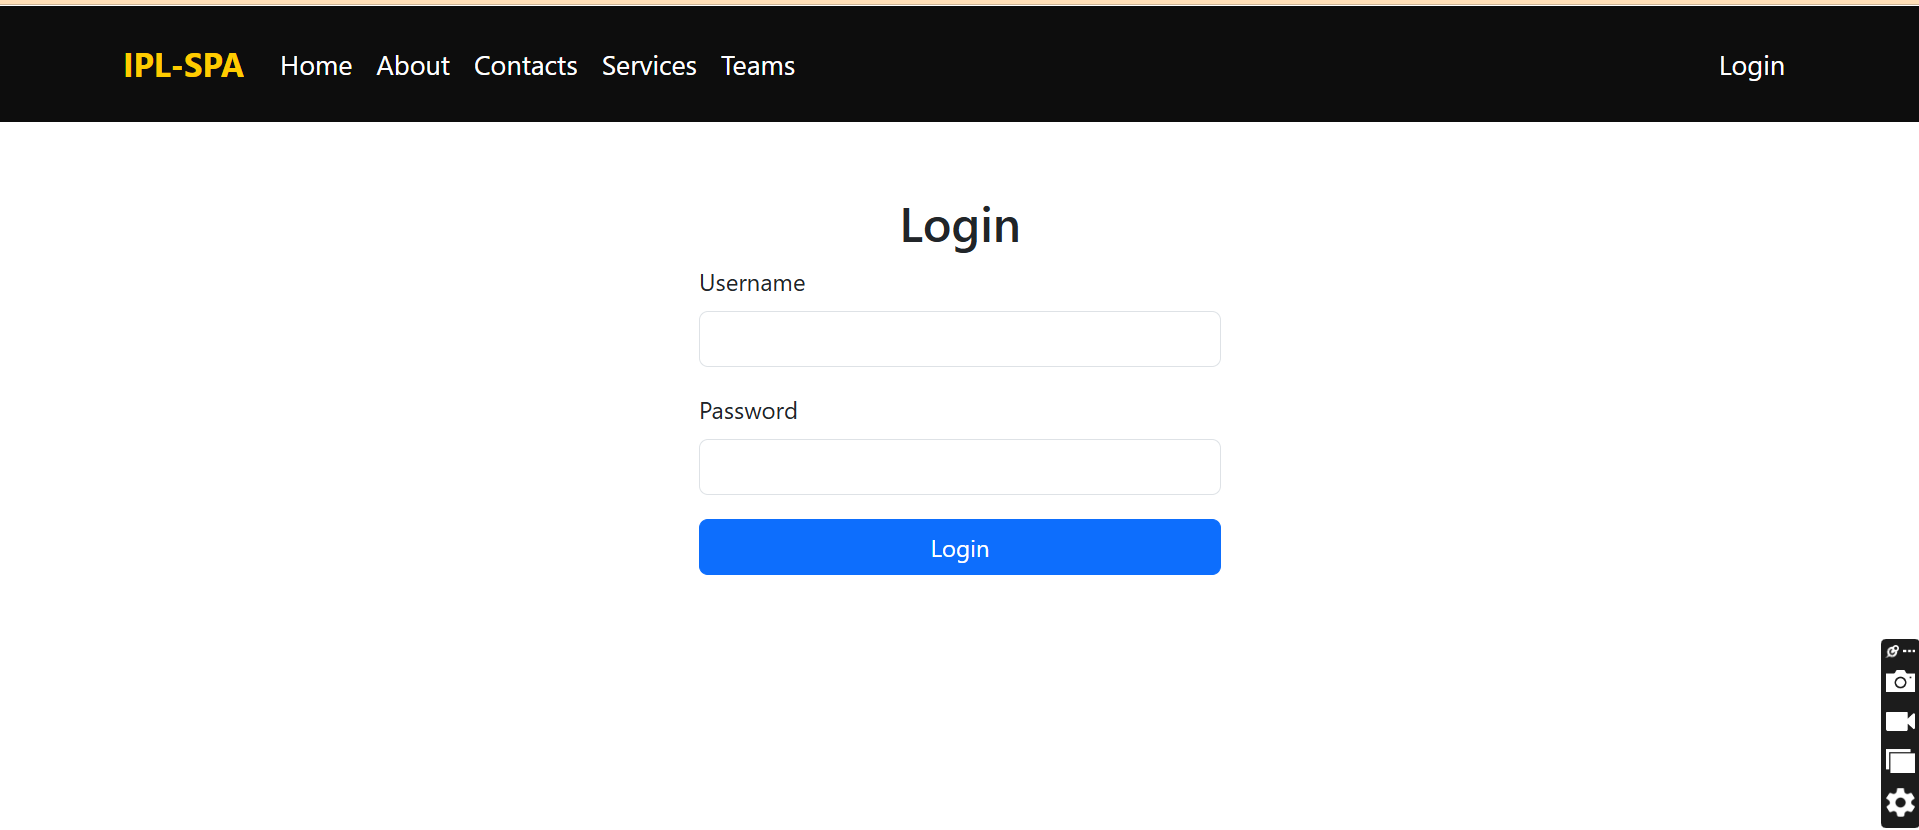 IPL-SPA Home About Contacts Services Teams Login
Login
Username
Password
Login